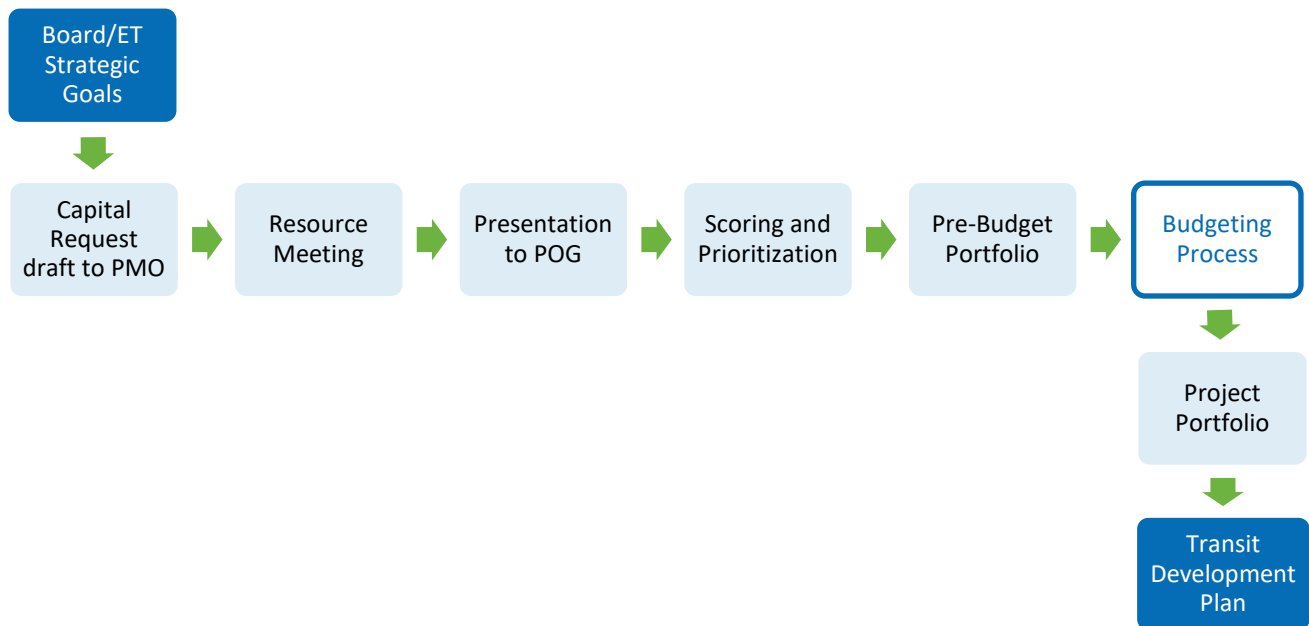 Board/ET
Strategic
Goals
Capital
Request
draft to PMO
Resource
Meeting
Presentation
to POG
Scoring and
Prioritization
Pre-Budget
Portfolio
Budgeting
Process
Project
Portfolio
Transit
Development
Plan